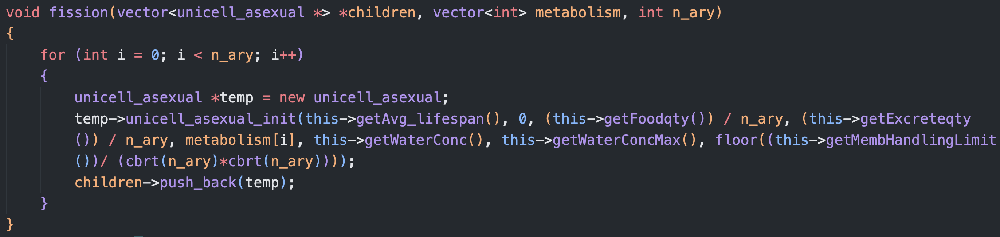 void fission(vector<unicell_asexual *> *children, vector<int> metabolism, int n_ary)
{
    for (int i = 0; i < n_ary; i++)
    {
        unicell_asexual *temp = new unicell_asexual;
        temp->unicell_asexual_init(this->getAvg_lifespan(), 0, (this->getFoodqty()) / n_ary, (this->getExcreteqty
        ()) / n_ary, metabolism[i], this->getWaterConc(), this->getWaterConcMax(), floor((this->getMembHandlingLimit
        ())/ (cbrt(n_ary)*cbrt(n_ary))));
        children->push_back(temp);
    }
}